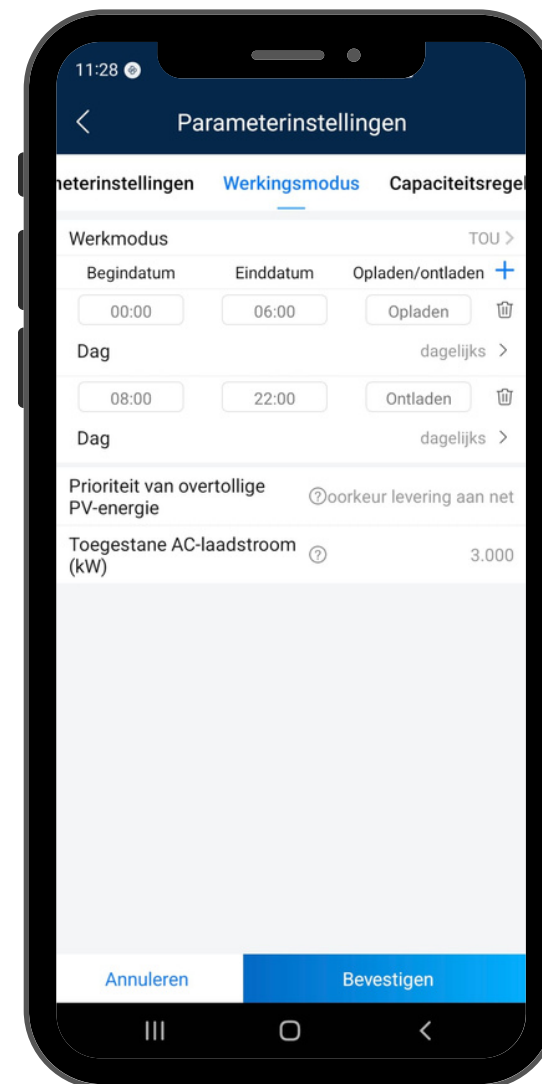 11:28
Parameterinstellingen
neterinstellingen Werkingsmodus Capaciteitsregel
Werkmodus TOU >
Begindatum Einddatum Opladen/ontladen +
00:00 06:00 Opladen
Dag dagelijks >
08:00 22:00 Ontladen
Dag dagelijks >
Prioriteit van overtollige
PV-energie ? oorkeur levering aan net
Toegestane AC-laadstroom
(kW) ? 3.000
Annuleren Bevestigen